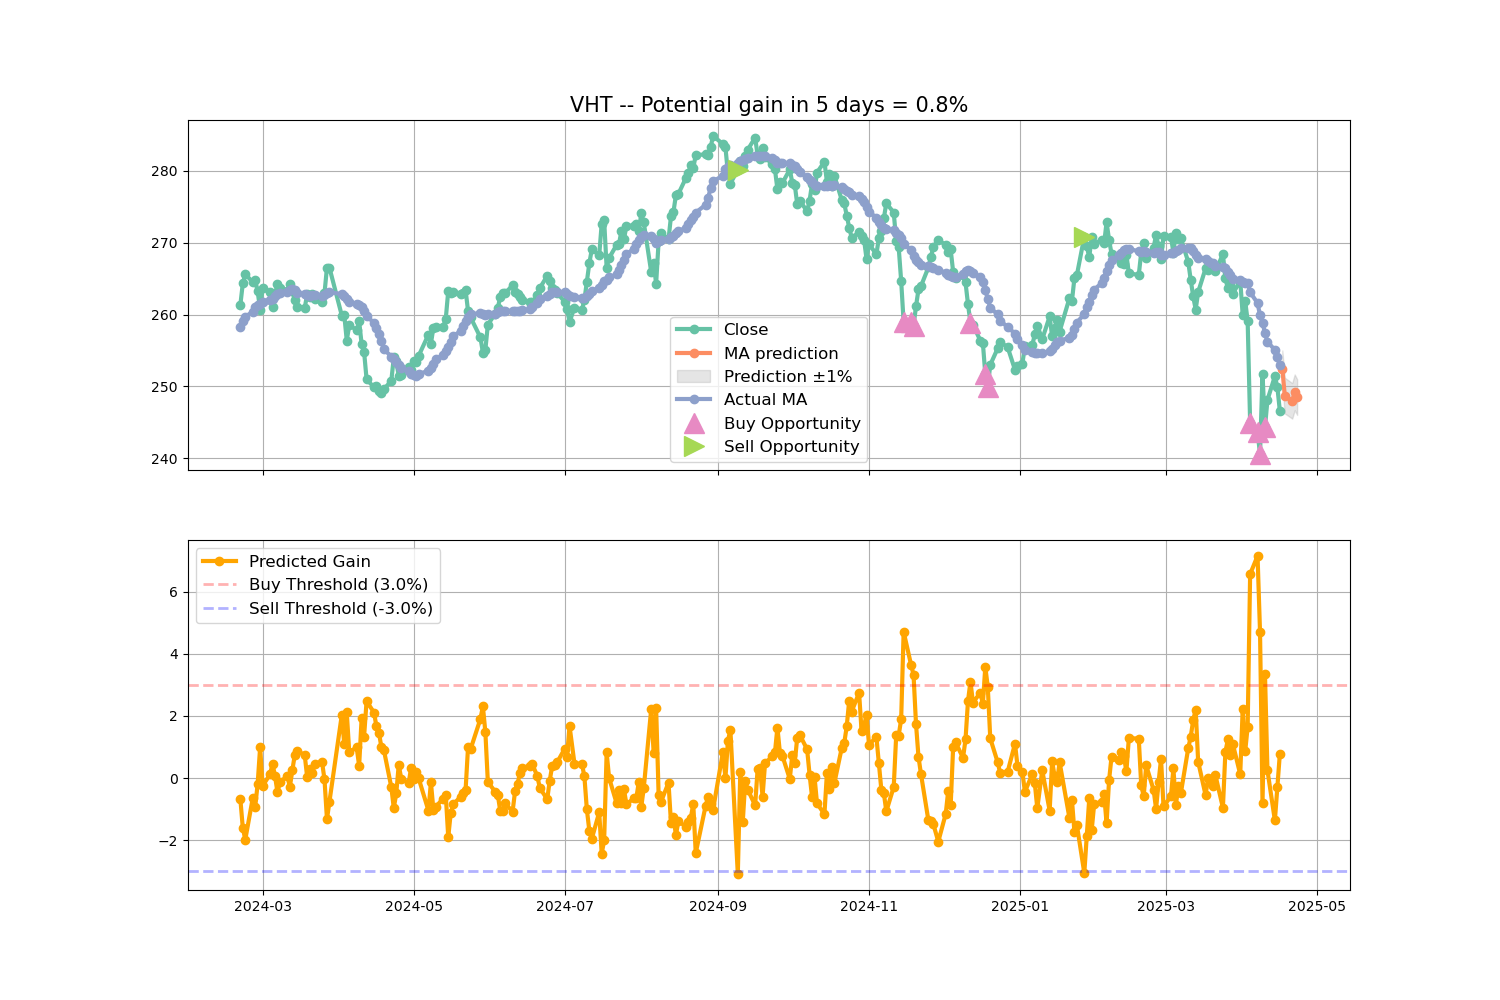 VHT -- Potential gain in 5 days = 0.8%
280
270
260
250
240
Close
MA prediction
Prediction ±1%
Actual MA
Buy Opportunity
Sell Opportunity
Predicted Gain
Buy Threshold (3.0%)
Sell Threshold (-3.0%)
6
4
2
0
−2
2024-03
2024-05
2024-07
2024-09
2024-11
2025-01
2025-03
2025-05